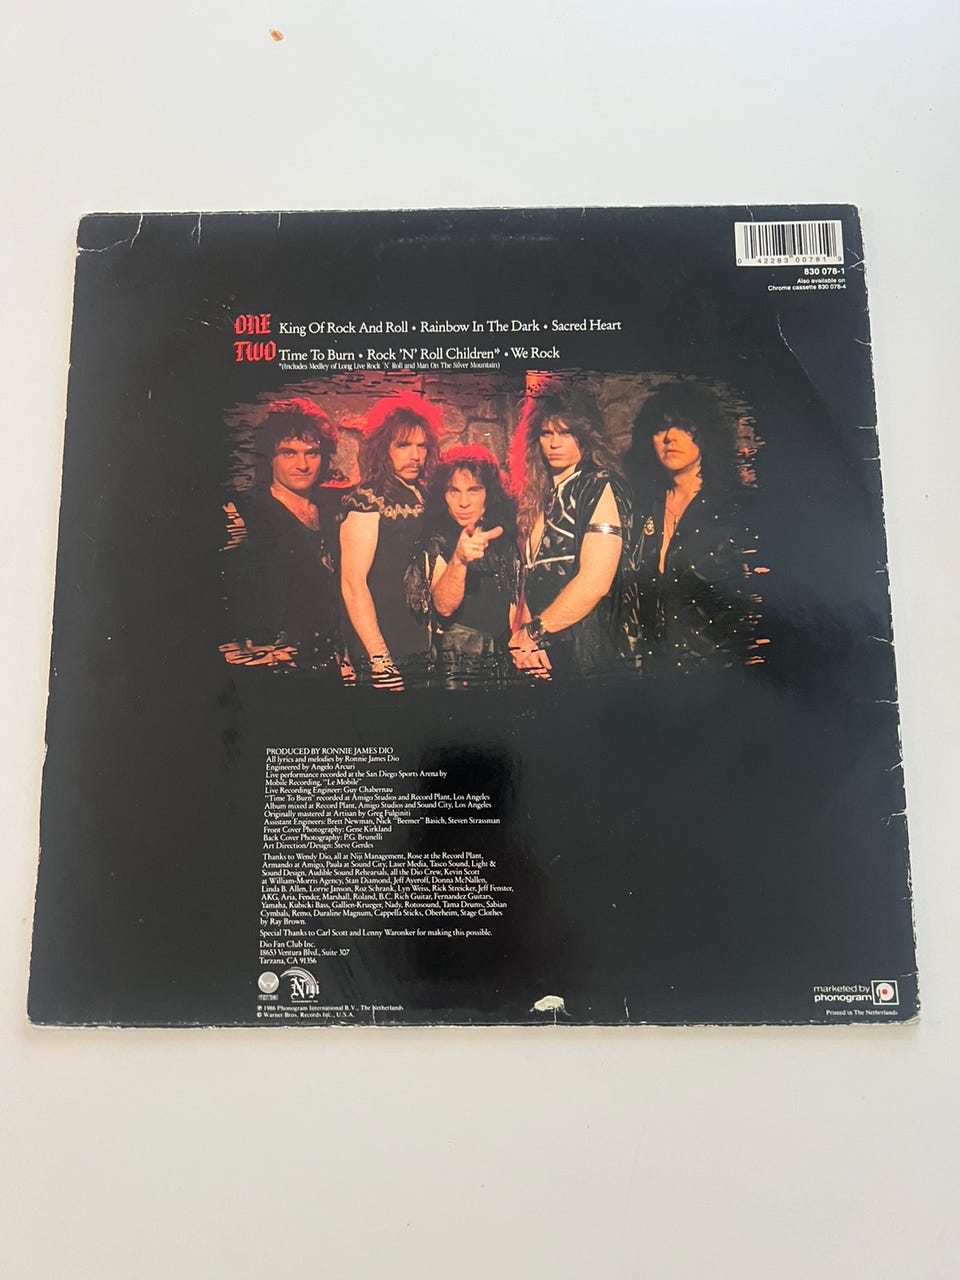 0 42283 00781 9
830 078-1
Also available on
Chrome cassette 830 078-4
ONE King Of Rock And Roll • Rainbow In The Dark • Sacred Heart
TWO Time To Burn • Rock 'N' Roll Children* • We Rock
*(Includes Medley of Long Live Rock 'N' Roll and Man On The Silver Mountain)
PRODUCED BY RONNIE JAMES DIO
All lyrics and melodies by Ronnie James Dio
Engineered by Angelo Arcuri
Live performance recorded at the San Diego Sports Arena by
Mobile Recording, "Le Mobile"
Live Recording Engineer: Guy Chabernau
"Time To Burn" recorded at Amigo Studios and Record Plant, Los Angeles
Album mixed at Record Plant, Amigo Studios and Sound City, Los Angeles
Originally mastered at Artisan by Greg Fulginiti
Assistant Engineers: Brett Newman, Nick "Beemer" Basich, Steven Strassman
Front Cover Photography: Gene Kirkland
Back Cover Photography: P.G. Brunelli
Art Direction/Design: Steve Gerdes
Thanks to Wendy Dio, all at Niji Management, Rose at the Record Plant,
Armando at Amigo, Paula at Sound City, Laser Media, Tasco Sound, Light &
Sound Design, Audible Sound Rehearsals, all the Dio Crew, Kevin Scott
at William-Morris Agency, Stan Diamond, Jeff Ayeroff, Donna McNallen,
Linda B. Allen, Lorrie Janson, Roz Schrank, Lyn Weiss, Rick Streicker, Jeff Fenster,
AKG, Aria, Fender, Marshall, Roland, B.C. Rich Guitar, Fernandez Guitars,
Yamaha, Kubicki Bass, Gallien-Krueger, Nady, Rotosound, Tama Drums, Sabian
Cymbals, Remo, Duraline Magnum, Cappella Sticks, Oberheim, Stage Clothes
by Ray Brown.
Special Thanks to Carl Scott and Lenny Waronker for making this possible.
Dio Fan Club Inc.
18653 Ventura Blvd., Suite 307
Tarzana, CA 91356
Niji
℗ 1986 Phonogram International B.V., The Netherlands
© Warner Bros. Records Inc., U.S.A.
marketed by
phonogram
Printed in The Netherlands